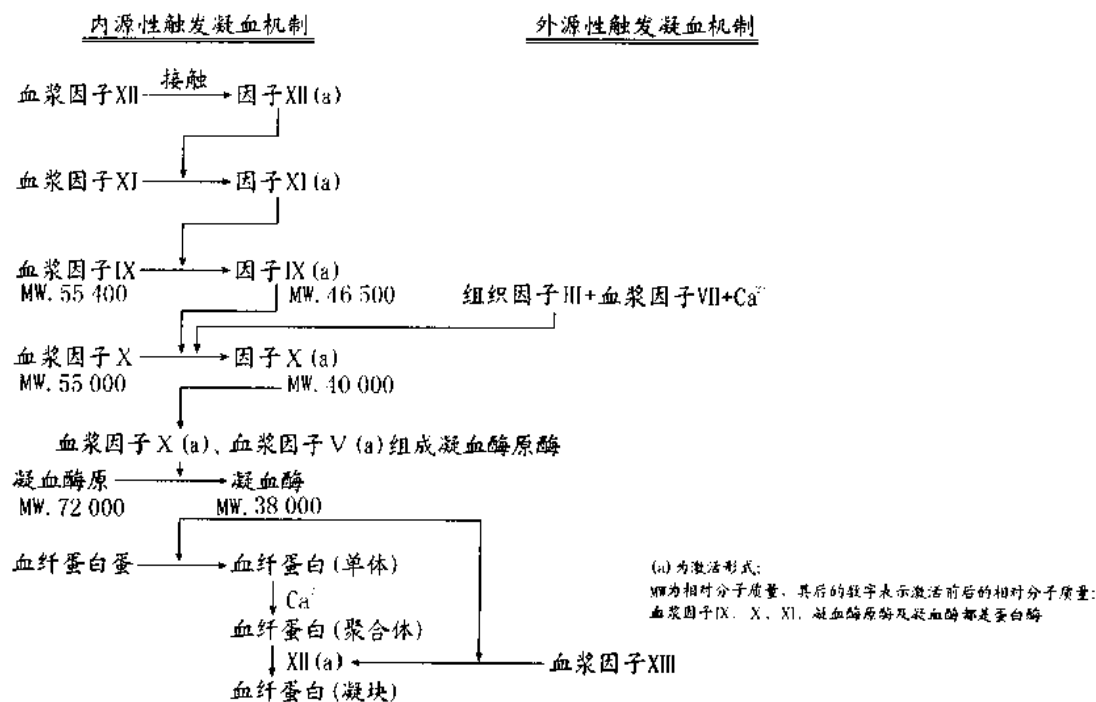 内源性触发凝血机制
外源性触发凝血机制
接触
血浆因子XII
因子XII(a)
血浆因子XI
因子XI(a)
血浆因子IX
因子IX(a)
MW. 55 400
MW. 46 500
组织因子III+血浆因子VII+Ca²⁺
血浆因子X
因子X(a)
MW. 55 000
MW. 40 000
血浆因子X(a)、血浆因子V(a)组成凝血酶原酶
凝血酶原
凝血酶
MW. 72 000
MW. 38 000
血纤蛋白蛋
血纤蛋白(单体)
Ca²⁺
血纤蛋白(聚合体)
XII(a)
血浆因子XIII
血纤蛋白(凝块)
(a)为激活形式;
MW为相对分子质量, 其后的数字表示激活前后的相对分子质量;
血浆因子IX、X、XI, 凝血酶原酶及凝血酶都是蛋白酶